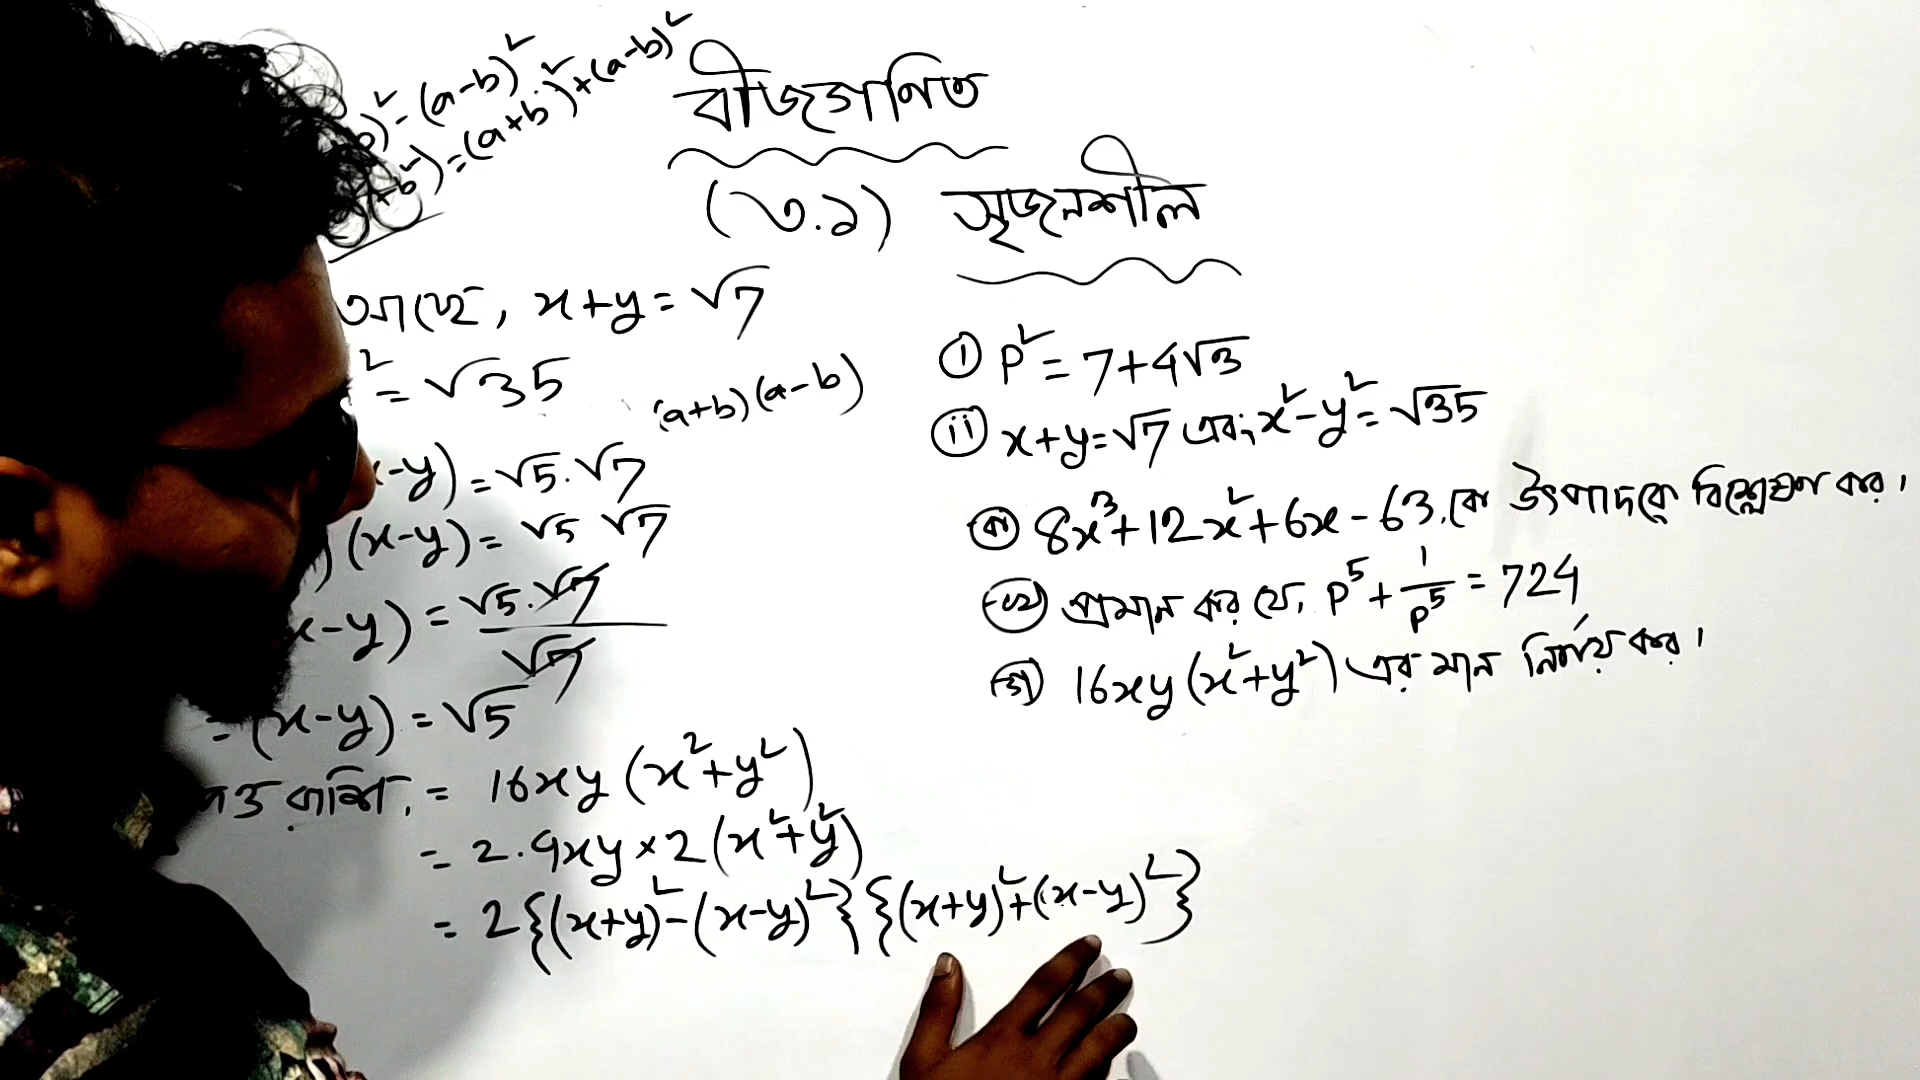 )² - (a-b)²
b²) = (a+b)² + (a-b)²
বীজগণিত
(৩.১) সৃজনশীল
আছে, x+y = √7
² = √35
(a+b)(a-b)
-y) = √5.√7
) (x-y) = √5 √7
x-y) = √5.√7 / √7
= (x-y) = √5
রাশি, = 16xy (x²+y²)
= 2.4xy × 2 (x²+y²)
= 2{(x+y)² - (x-y)²} {(x+y)² + (x-y)²}
(i) P² = 7+4√3
(ii) x+y = √7 এবং x² - y² = √35
(ক) 8x³+12x²+6x-63. কে উৎপাদকে বিশ্লেষণ কর।
(খ) প্রমান কর যে, P⁵ + 1/P⁵ = 724
(গ) 16xy (x²+y²) এর মান নির্ণয় কর।